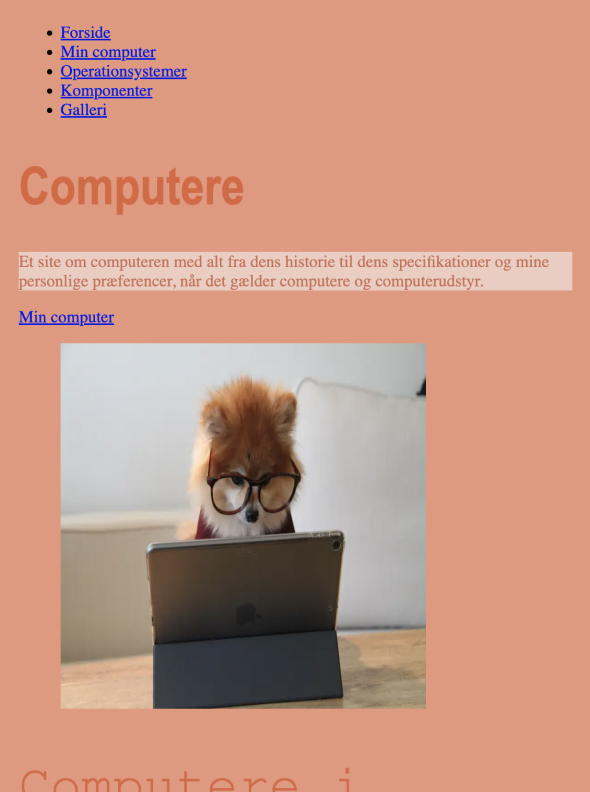 Forside
Min computer
Operationsystemer
Komponenter
Galleri
Computere
Et site om computeren med alt fra dens historie til dens specifikationer og mine
personlige præferencer, når det gælder computere og computerudstyr.
Min computer
Computere i